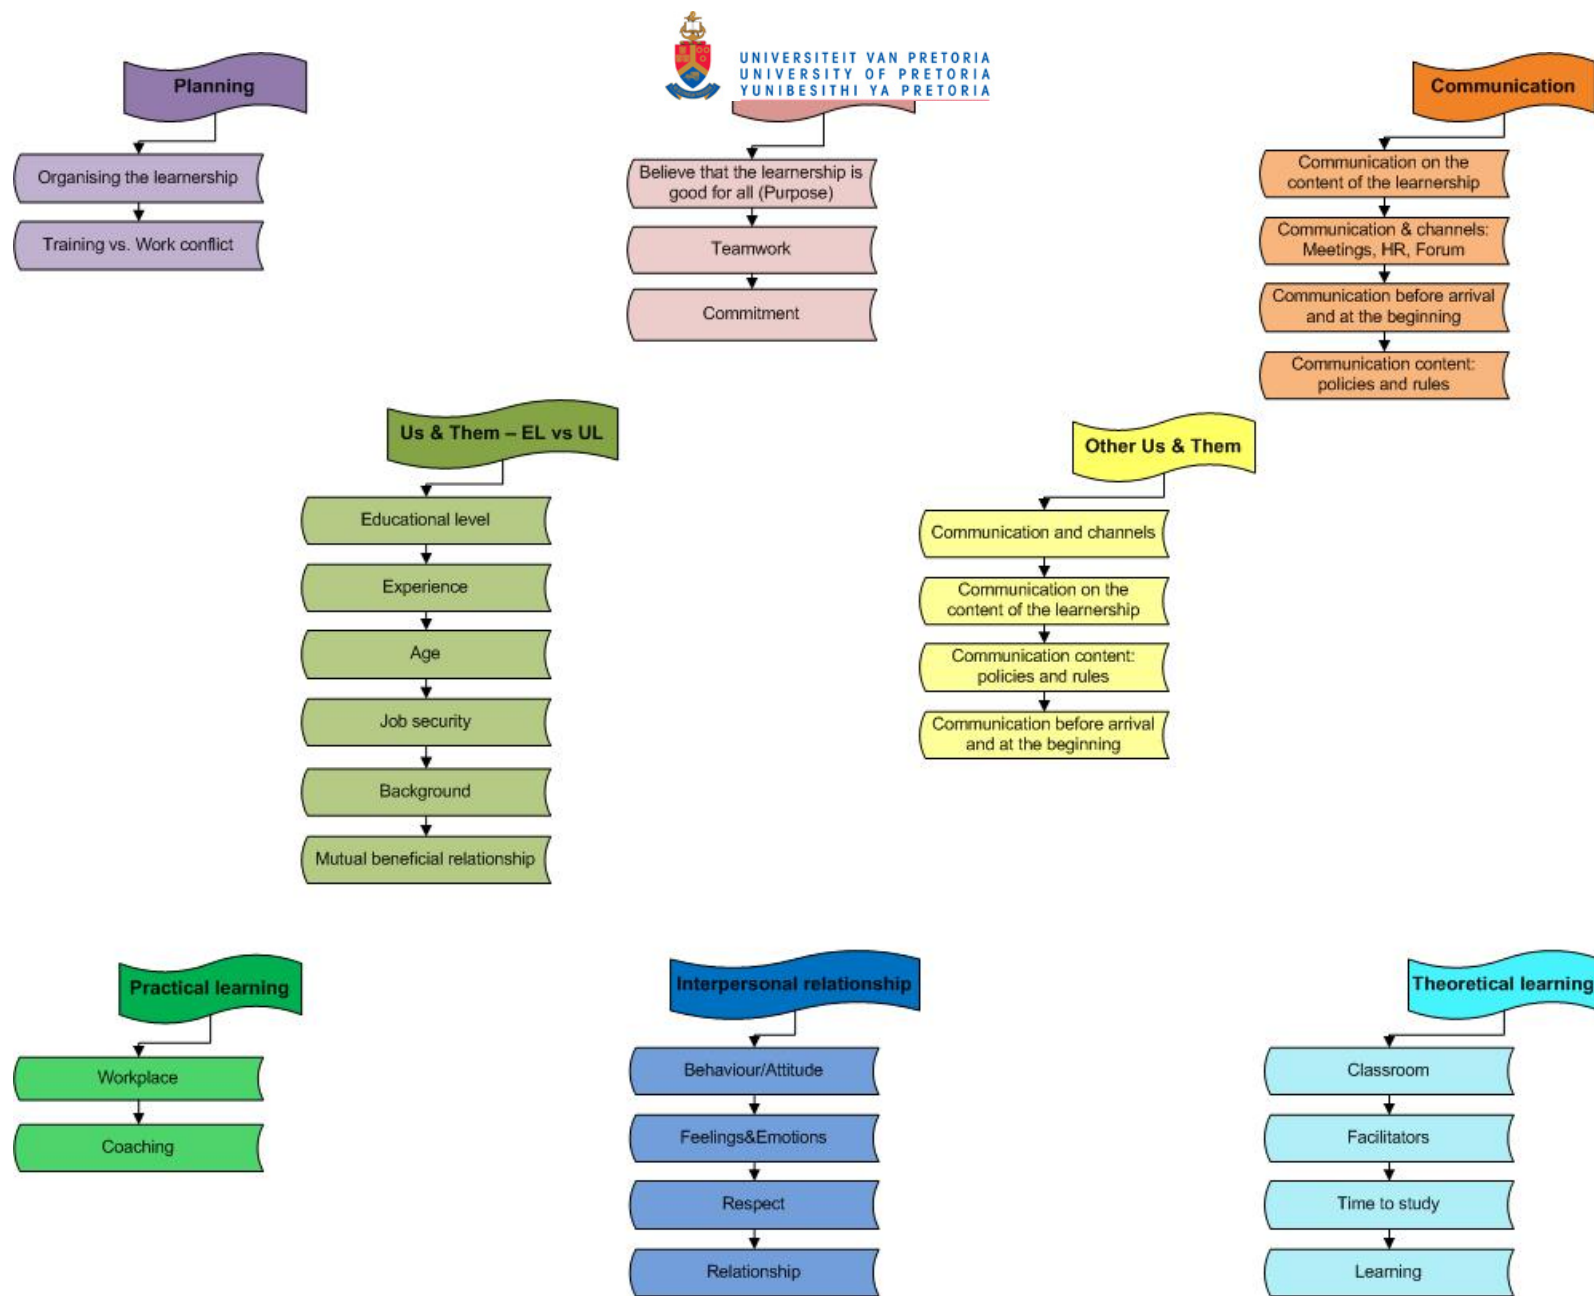 UNIVERSITEIT VAN PRETORIA
UNIVERSITY OF PRETORIA
YUNIBESITHI YA PRETORIA
Planning
Organising the learnership
Training vs. Work conflict
Believe that the learnership is
good for all (Purpose)
Teamwork
Commitment
Communication
Communication on the
content of the learnership
Communication & channels:
Meetings, HR, Forum
Communication before arrival
and at the beginning
Communication content:
policies and rules
Us & Them – EL vs UL
Educational level
Experience
Age
Job security
Background
Mutual beneficial relationship
Other Us & Them
Communication and channels
Communication on the
content of the learnership
Communication content:
policies and rules
Communication before arrival
and at the beginning
Practical learning
Workplace
Coaching
Interpersonal relationship
Behaviour/Attitude
Feelings&Emotions
Respect
Relationship
Theoretical learning
Classroom
Facilitators
Time to study
Learning